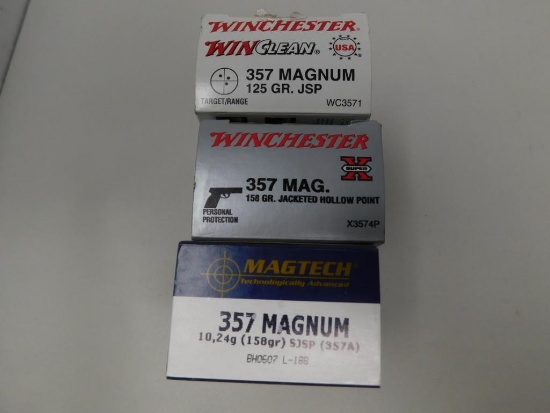 WINCHESTER
WINCLEAN® USA
357 MAGNUM
125 GR. JSP
TARGET/RANGE WC3571
WINCHESTER
SUPER X
357 MAG.
158 GR. JACKETED HOLLOW POINT
PERSONAL
PROTECTION
X3574P
MAGTECH®
Technologically Advanced
357 MAGNUM
10,24g (158gr) SJSP (357A)
BH0607 L-188